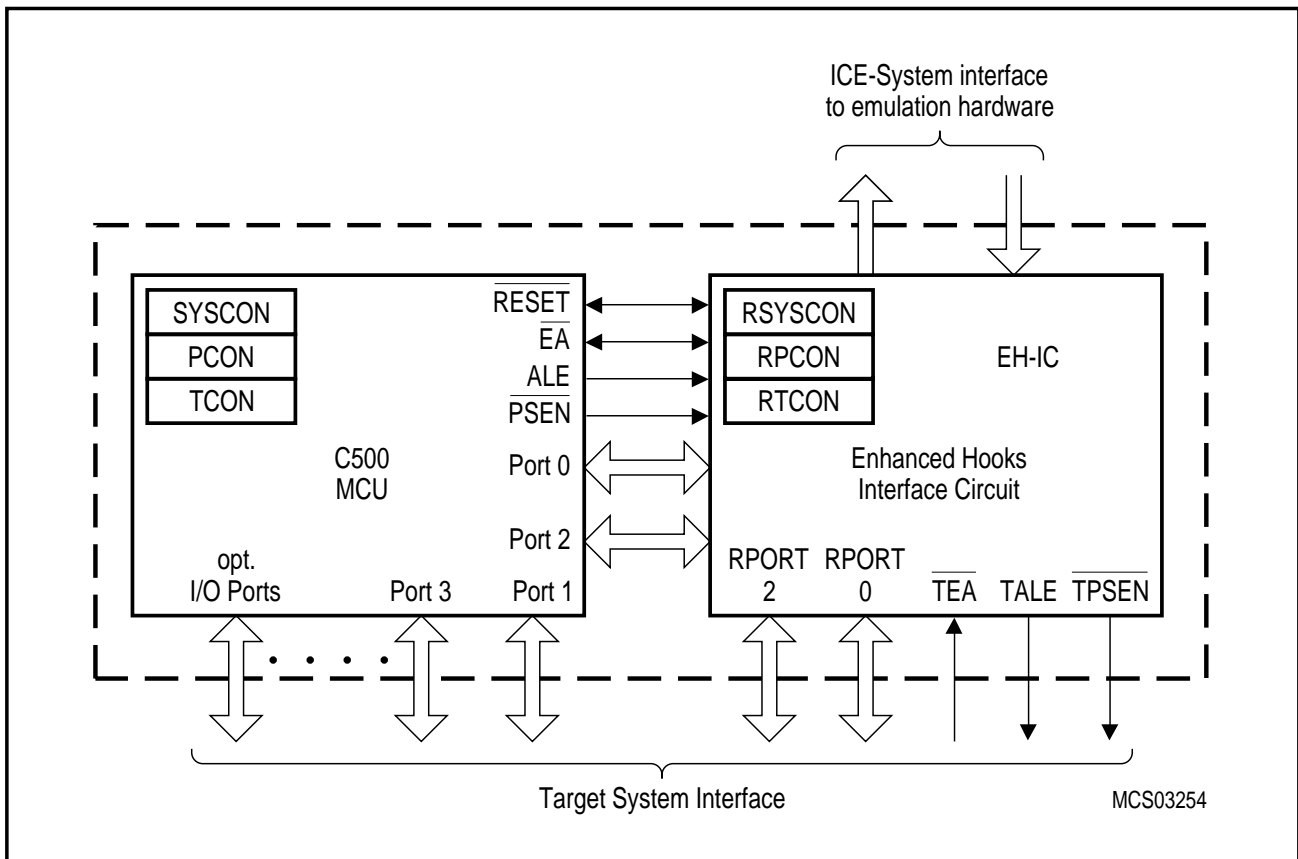 ICE-System interface
to emulation hardware
SYSCON
PCON
TCON
RESET
EA
ALE
PSEN
Port 0
Port 2
C500
MCU
opt.
I/O Ports
Port 3
Port 1
RSYSCON
RPCON
RTCON
EH-IC
Enhanced Hooks
Interface Circuit
RPORT
2
RPORT
0
TEA
TALE
TPSEN
Target System Interface
MCS03254